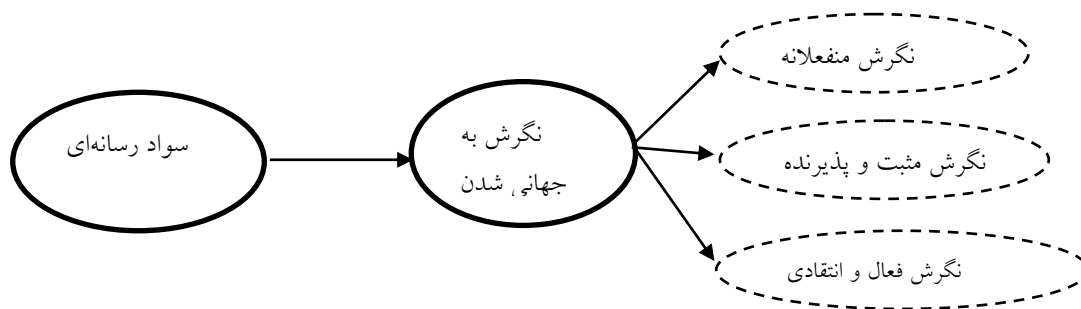 سواد رسانه‌ای
نگرش به
جهانی شدن
نگرش منفعلانه
نگرش مثبت و پذیرنده
نگرش فعال و انتقادی